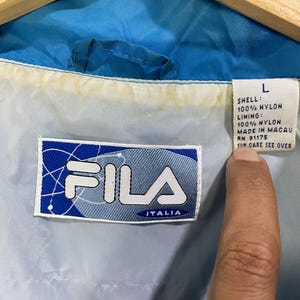 L
SHELL:
100% NYLON
LINING:
100% NYLON
MADE IN MACAU
RN 91175
FOR CARE SEE OVER
FILA
ITALIA